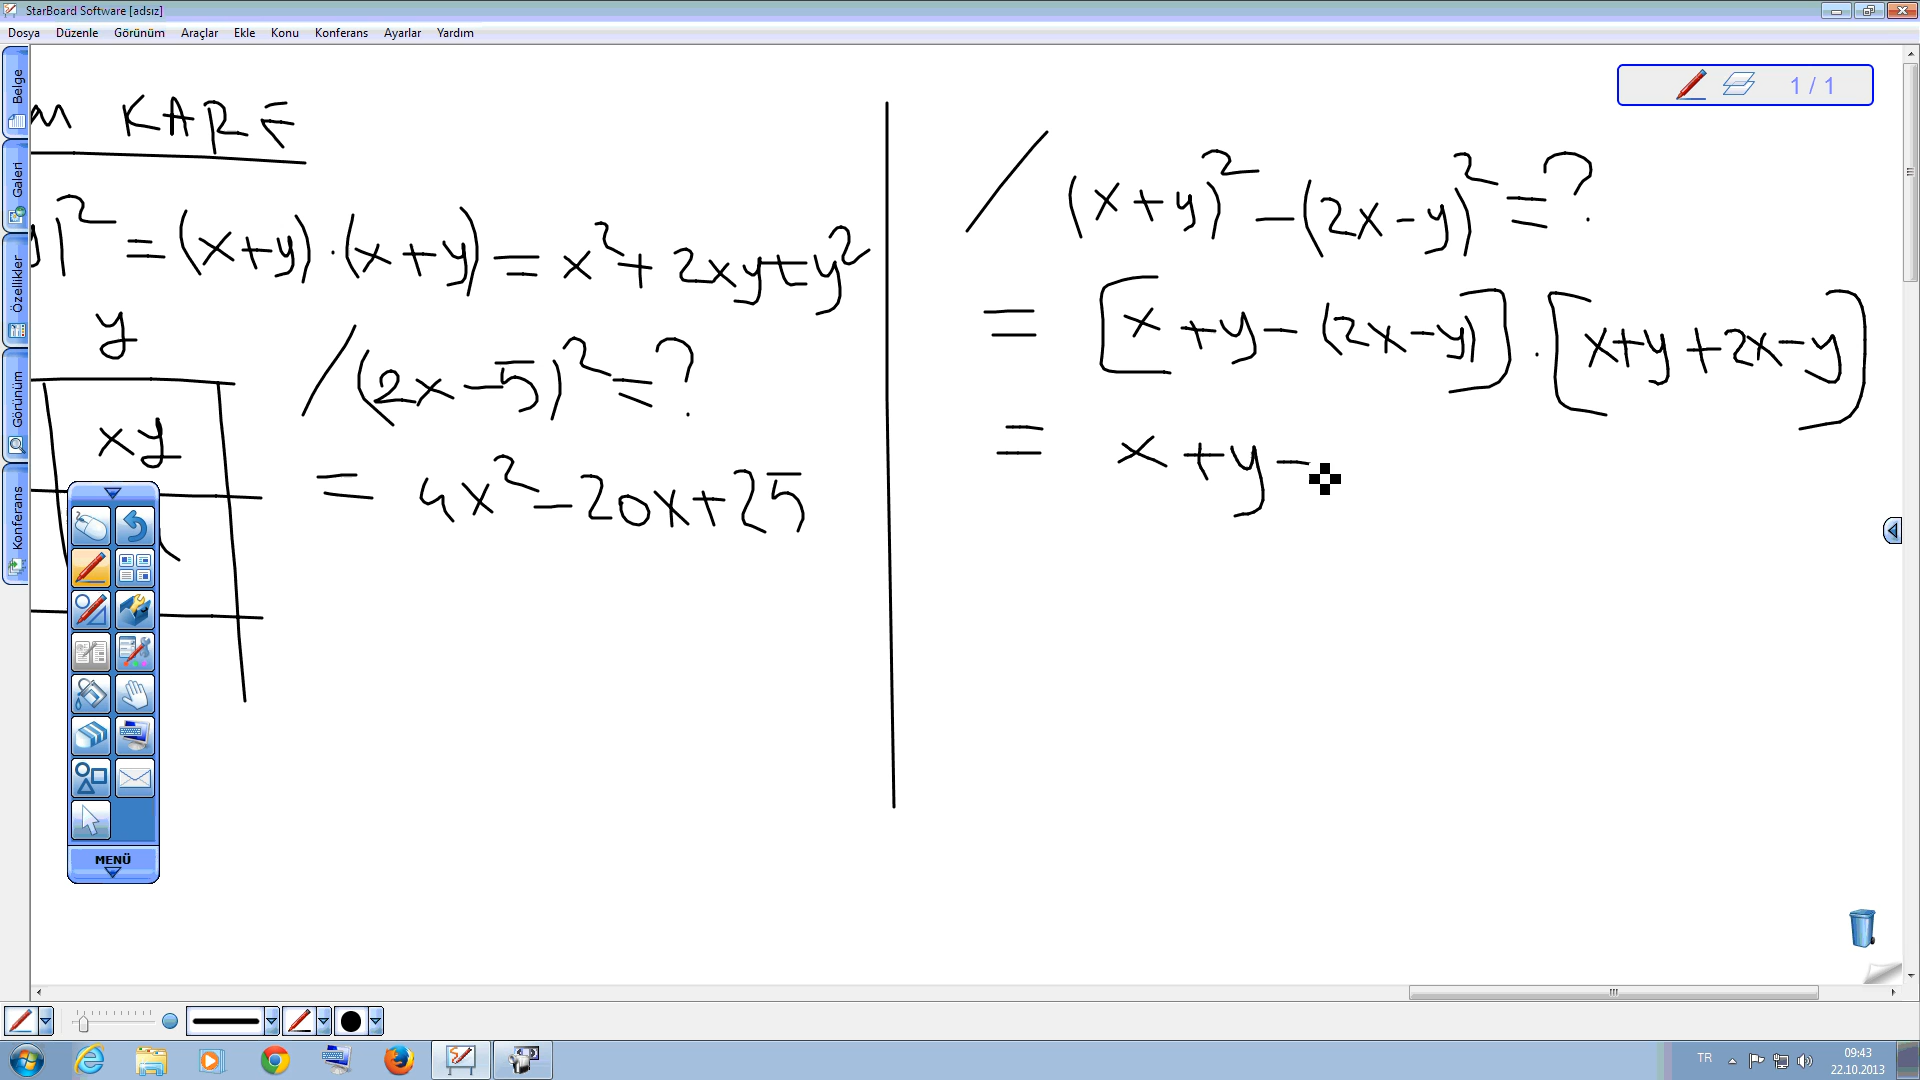 StarBoard Software [adsız]
Dosya Düzenle Görünüm Araçlar Ekle Konu Konferans Ayarlar Yardım
Belge
Galeri
Özellikler
Görünüm
Konferans
1 / 1
M KARE
y)² = (x+y) · (x+y) = x² + 2xy + y²
y
xy
/ (2x-5)² = ?
= 4x² - 20x + 25
/ (x+y)² - (2x-y)² = ?
= [x+y-(2x-y)] · [x+y+2x-y]
= x+y-
MENÜ
TR
09:43
22.10.2013